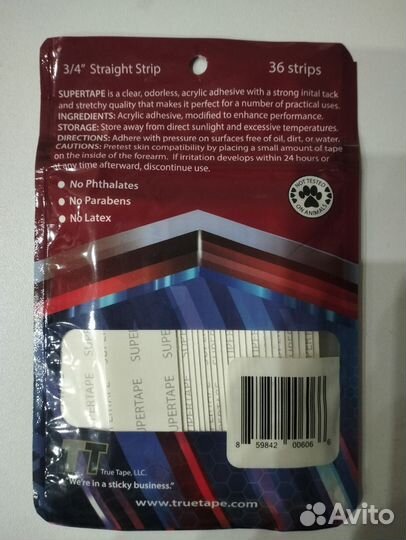 3/4" Straight Strip
36 strips
SUPERTAPE is a clear, odorless, acrylic adhesive with a strong inital tack
and stretchy quality that makes it perfect for a number of practical uses.
INGREDIENTS: Acrylic adhesive, modified to enhance performance.
STORAGE: Store away from direct sunlight and excessive temperatures.
DIRECTIONS: Adhere with pressure on surfaces free of oil, dirt, or water.
CAUTIONS: Pretest skin compatibility by placing a small amount of tape
on the inside of the forearm. If irritation develops within 24 hours or
at any time afterward, discontinue use.
• No Phthalates
• No Parabens
• No Latex
NOT TESTED
ON ANIMALS
SUPERTAPE
SUPERTAPE
SUPERTAPE
8 59842 00606 6
TT
True Tape, LLC.
"We're in a sticky business."
www.truetape.com
Avito